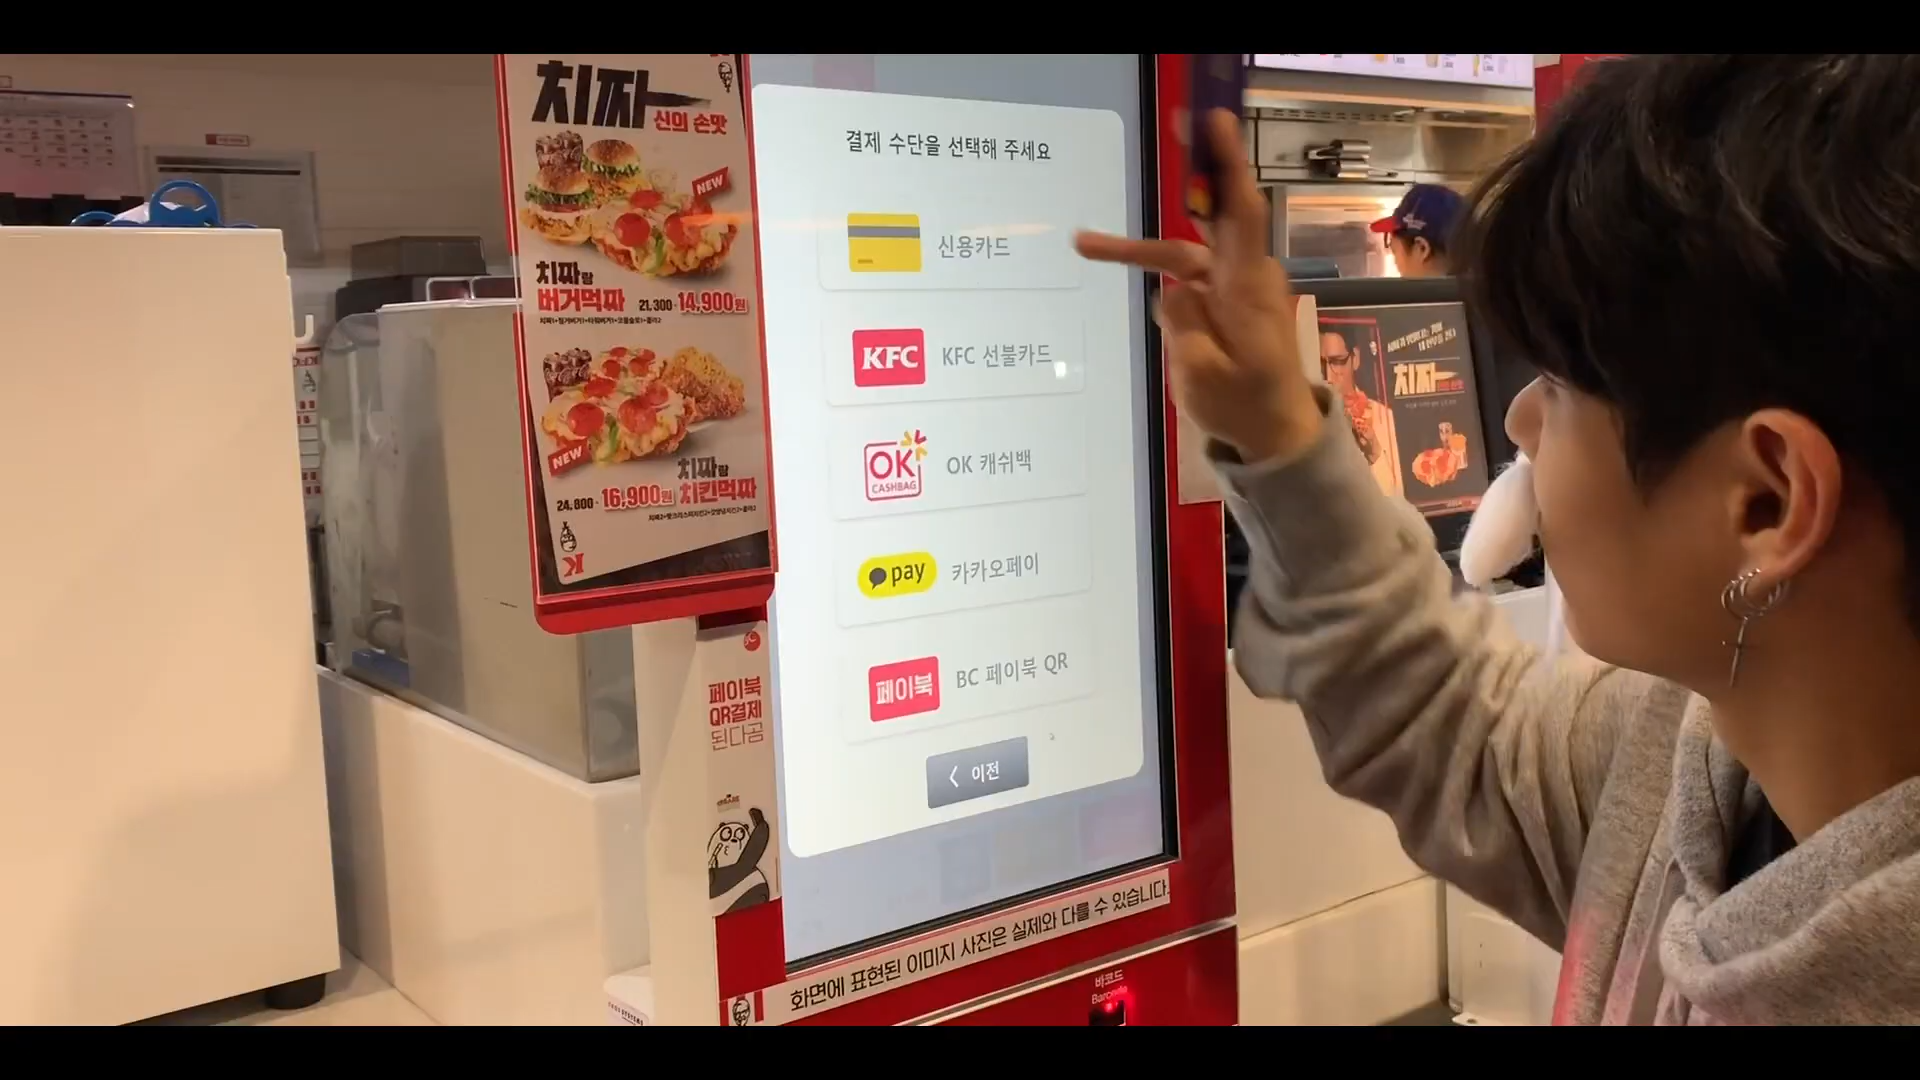 치짜
신의 손맛
NEW
치짜랑
버거먹짜 21,300-14,900원
NEW
치짜랑
24,800-16,900원 치킨먹짜
결제 수단을 선택해 주세요
신용카드
KFC KFC 선불카드
OK CASHBAG OK 캐쉬백
pay 카카오페이
페이북 BC 페이북 QR
이전
페이북
QR결제
된다곰
화면에 표현된 이미지 사진은 실제와 다를 수 있습니다.
바코드
Barcode
치짜